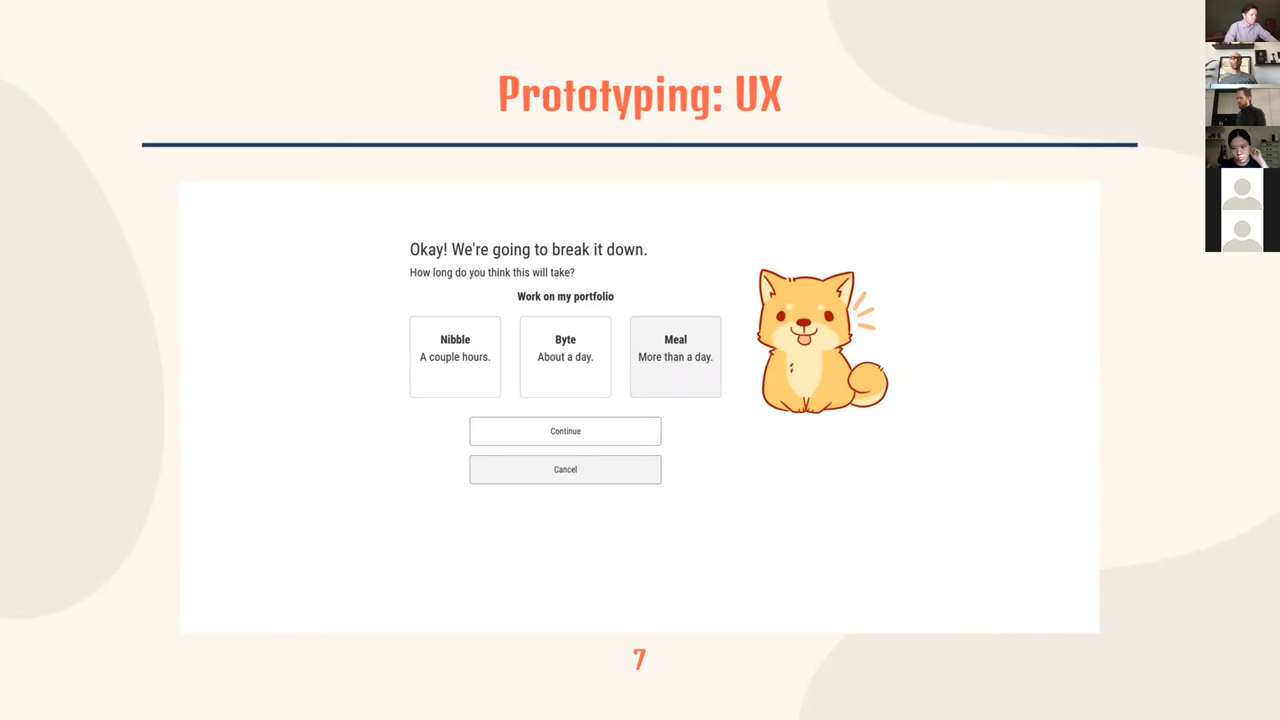 Prototyping: UX
Okay! We're going to break it down.
How long do you think this will take?
Work on my portfolio
Nibble
A couple hours.
Byte
About a day.
Meal
More than a day.
Continue
Cancel
7